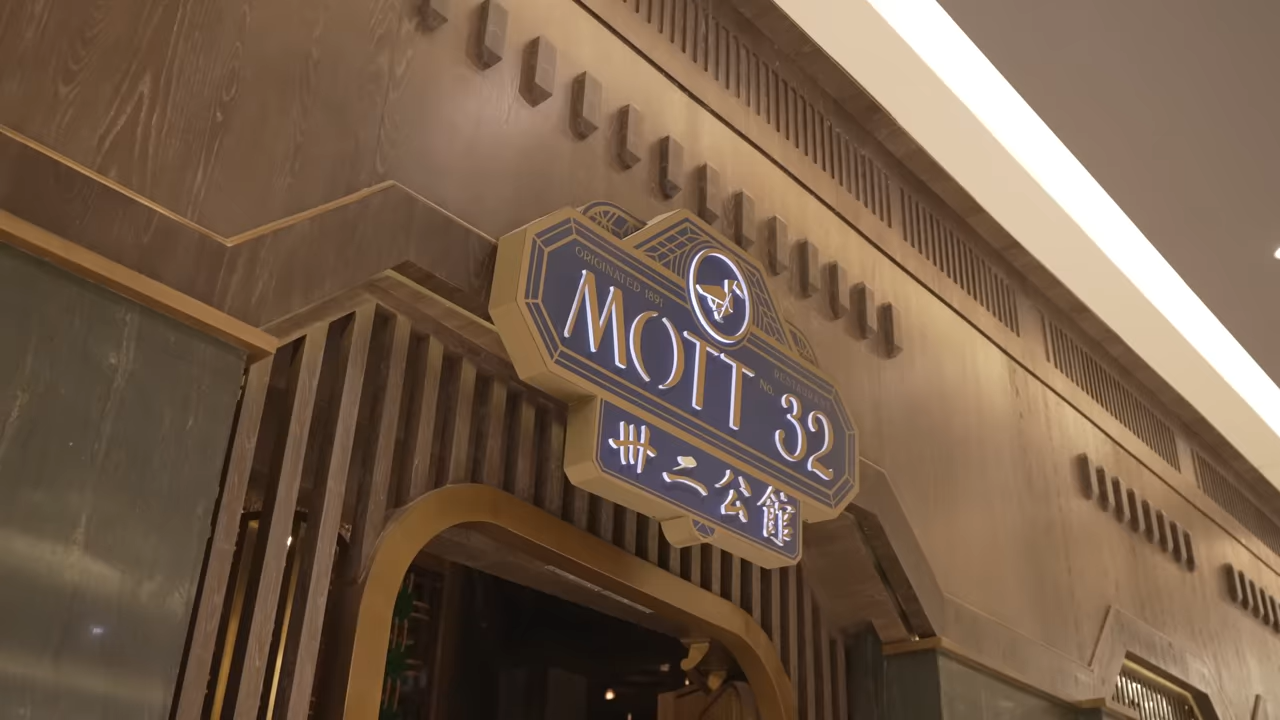 ORIGINATED 1891
RESTAURANT
MOTT NO. 32
卅二公館